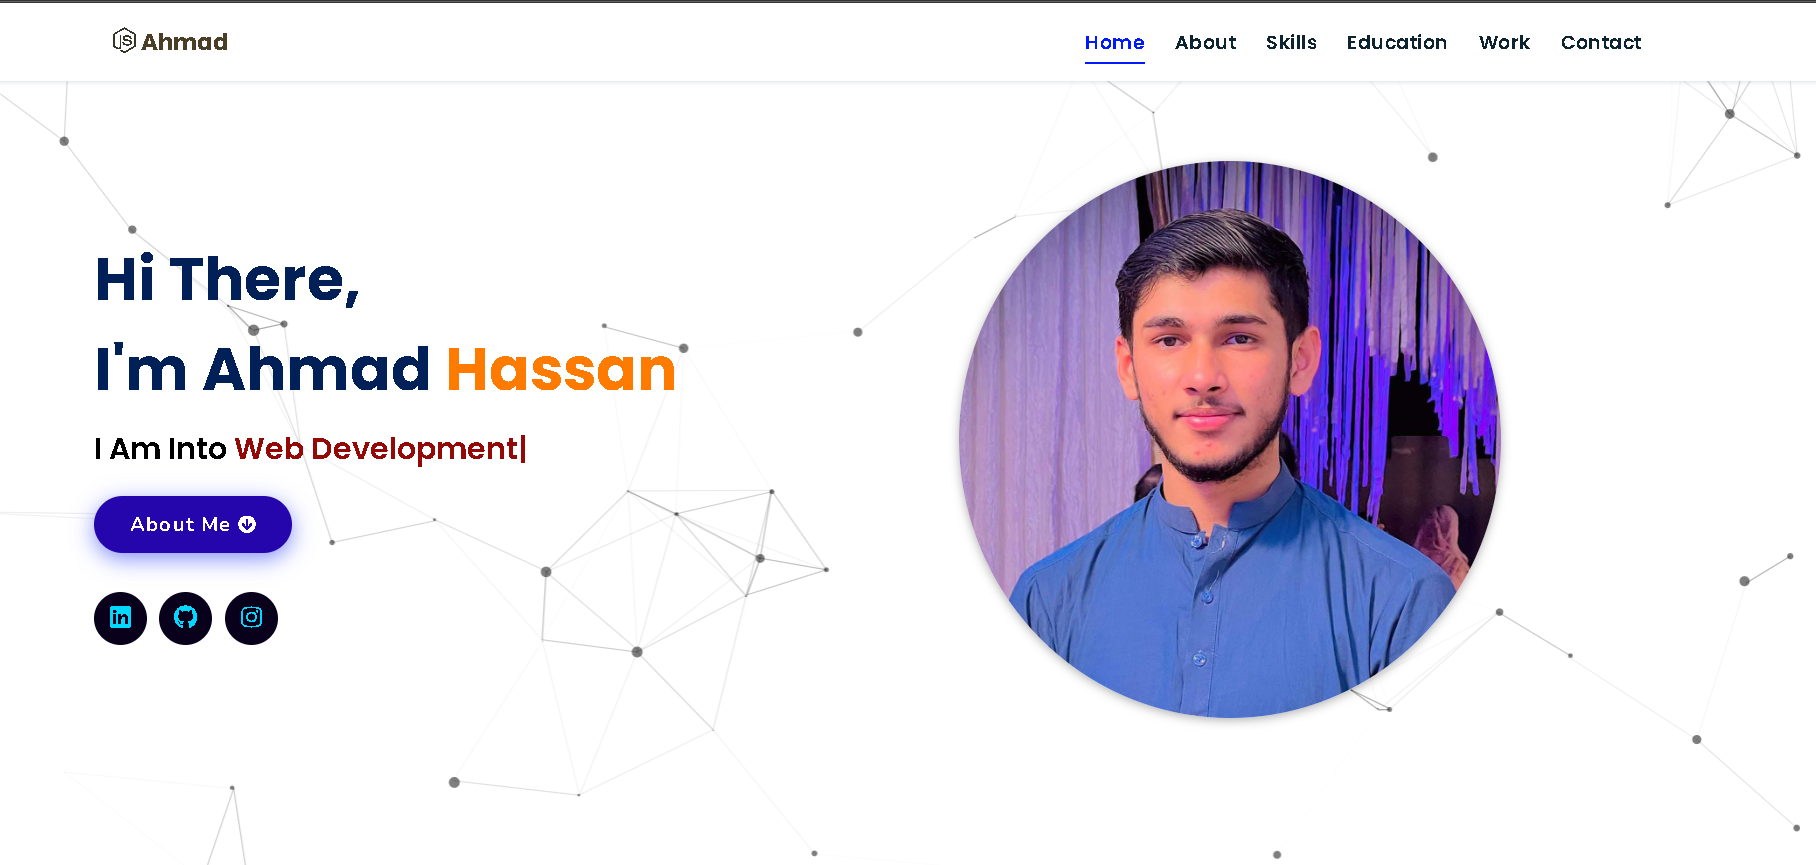 Ahmad
Home About Skills Education Work Contact
Hi There,
I'm Ahmad Hassan
I Am Into Web Development|
About Me